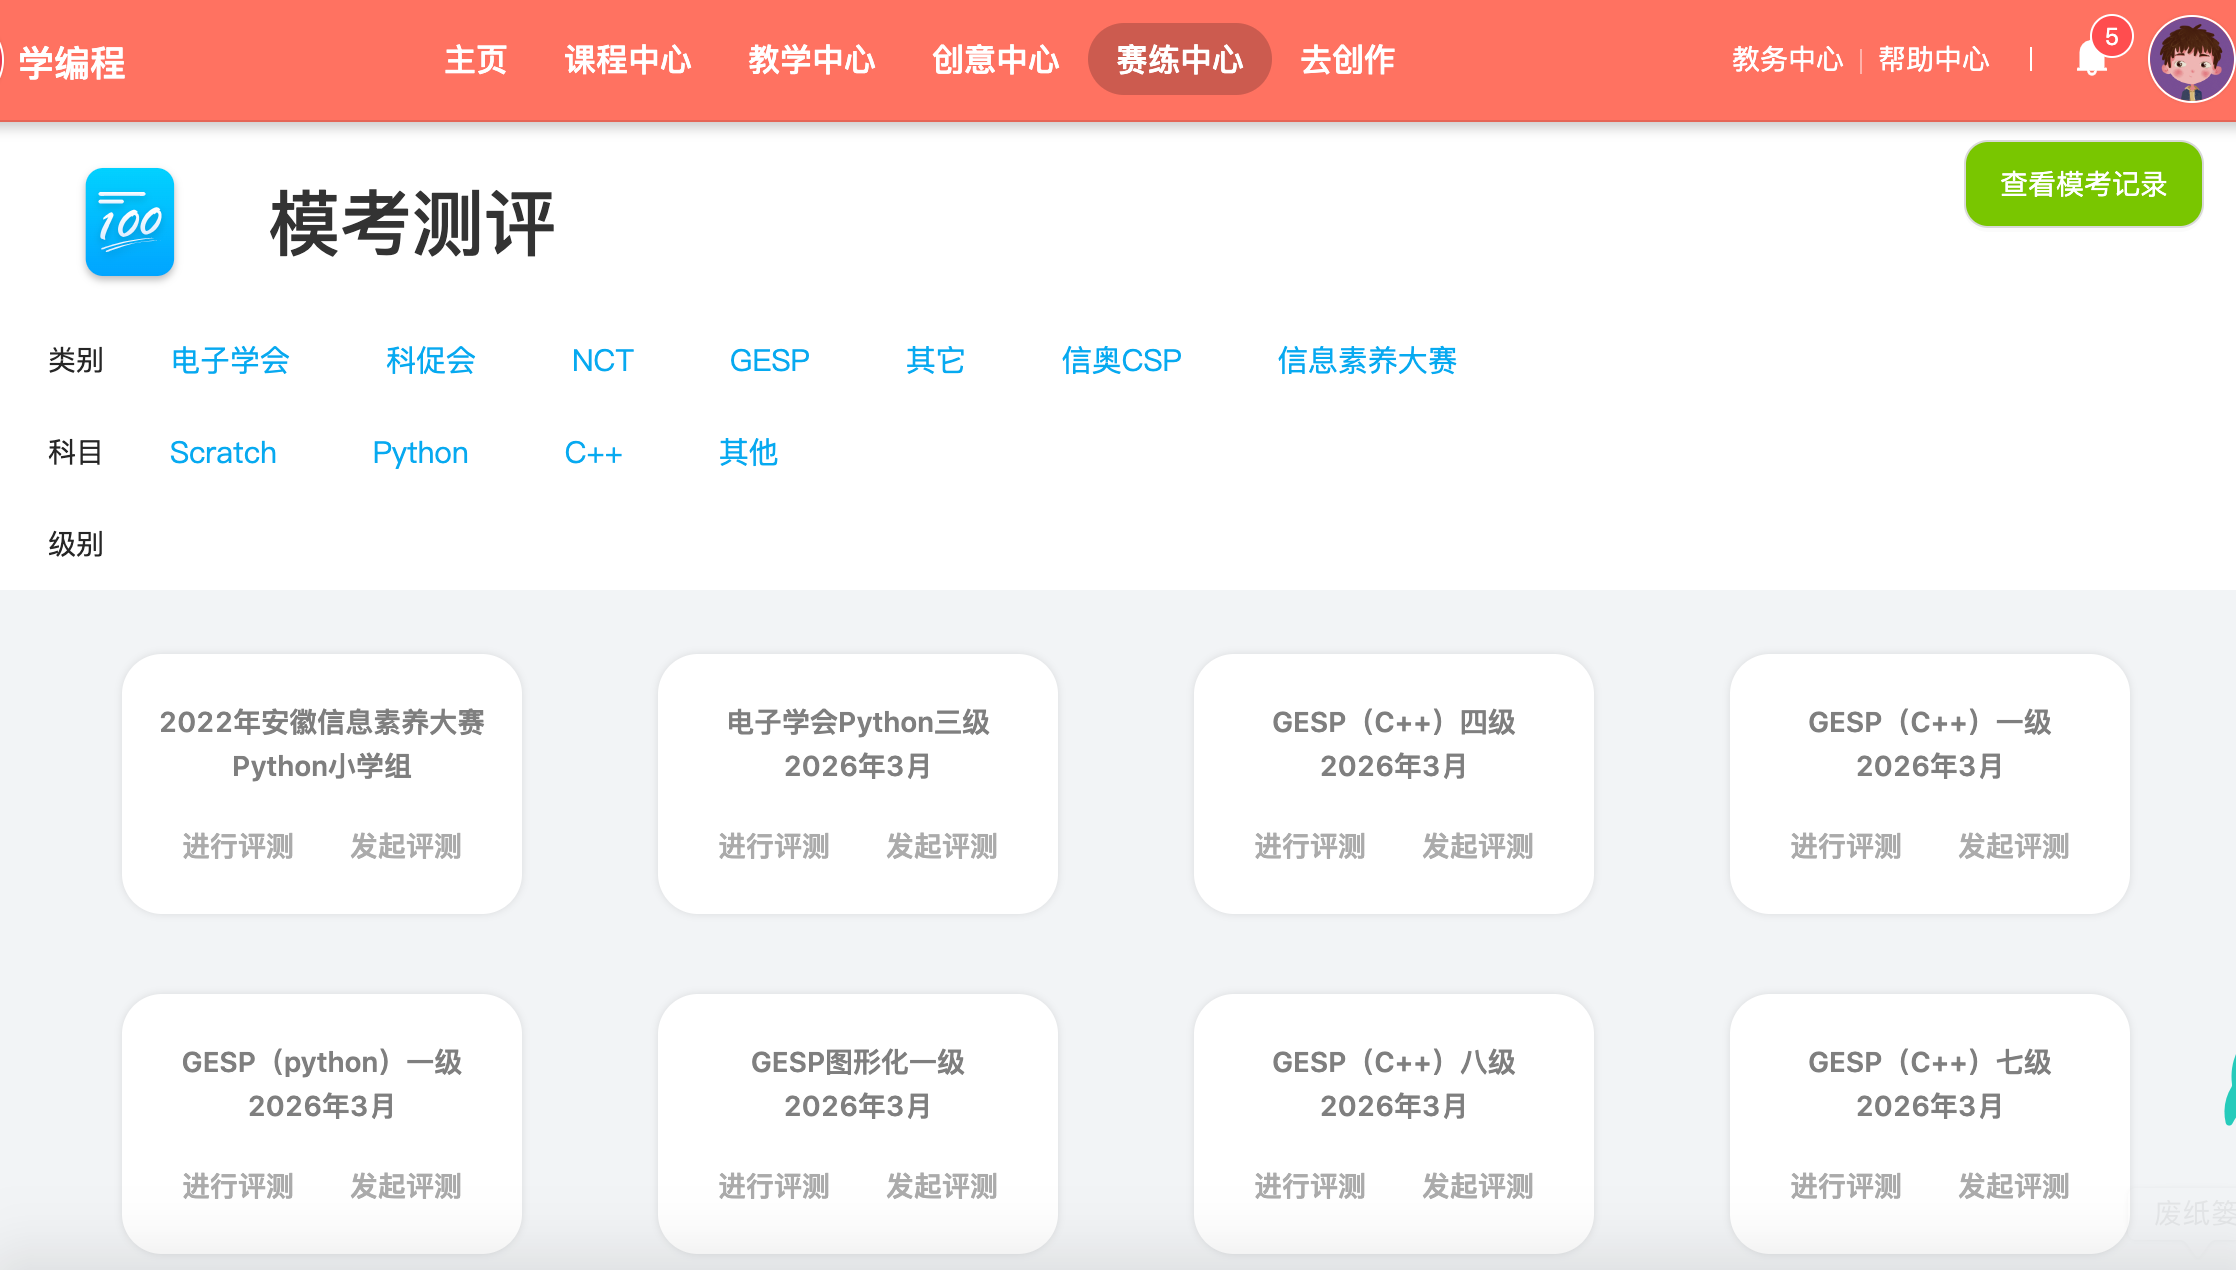 学编程 主页 课程中心 教学中心 创意中心 赛练中心 去创作 教务中心 | 帮助中心 | 5
100 模考测评 查看模考记录
类别 电子学会 科促会 NCT GESP 其它 信奥CSP 信息素养大赛
科目 Scratch Python C++ 其他
级别
2022年安徽信息素养大赛
Python小学组
进行评测 发起评测
电子学会Python三级
2026年3月
进行评测 发起评测
GESP（C++）四级
2026年3月
进行评测 发起评测
GESP（C++）一级
2026年3月
进行评测 发起评测
GESP（python）一级
2026年3月
进行评测 发起评测
GESP图形化一级
2026年3月
进行评测 发起评测
GESP（C++）八级
2026年3月
进行评测 发起评测
GESP（C++）七级
2026年3月
进行评测 发起评测
废纸篓